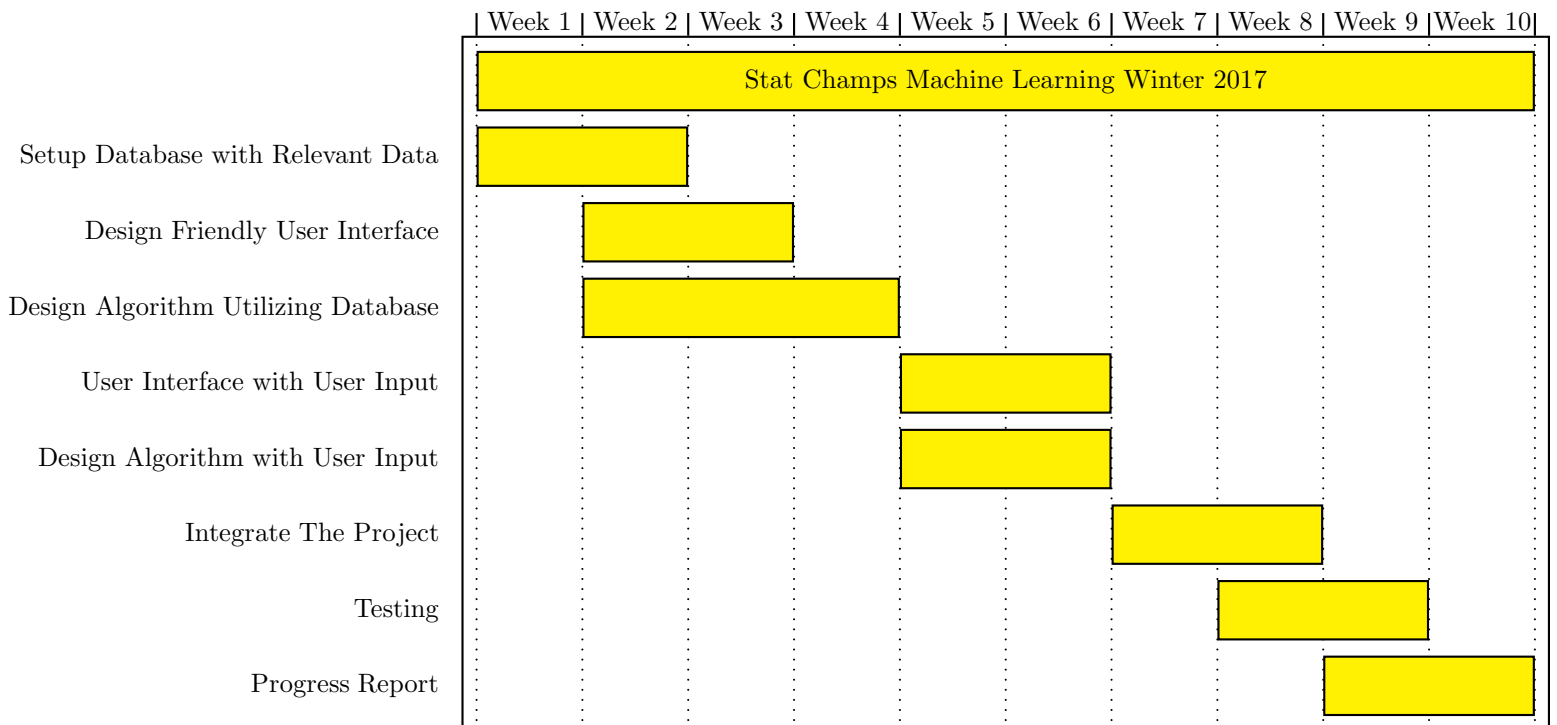 Week 1 Week 2 Week 3 Week 4 Week 5 Week 6 Week 7 Week 8 Week 9 Week 10
Stat Champs Machine Learning Winter 2017
Setup Database with Relevant Data
Design Friendly User Interface
Design Algorithm Utilizing Database
User Interface with User Input
Design Algorithm with User Input
Integrate The Project
Testing
Progress Report